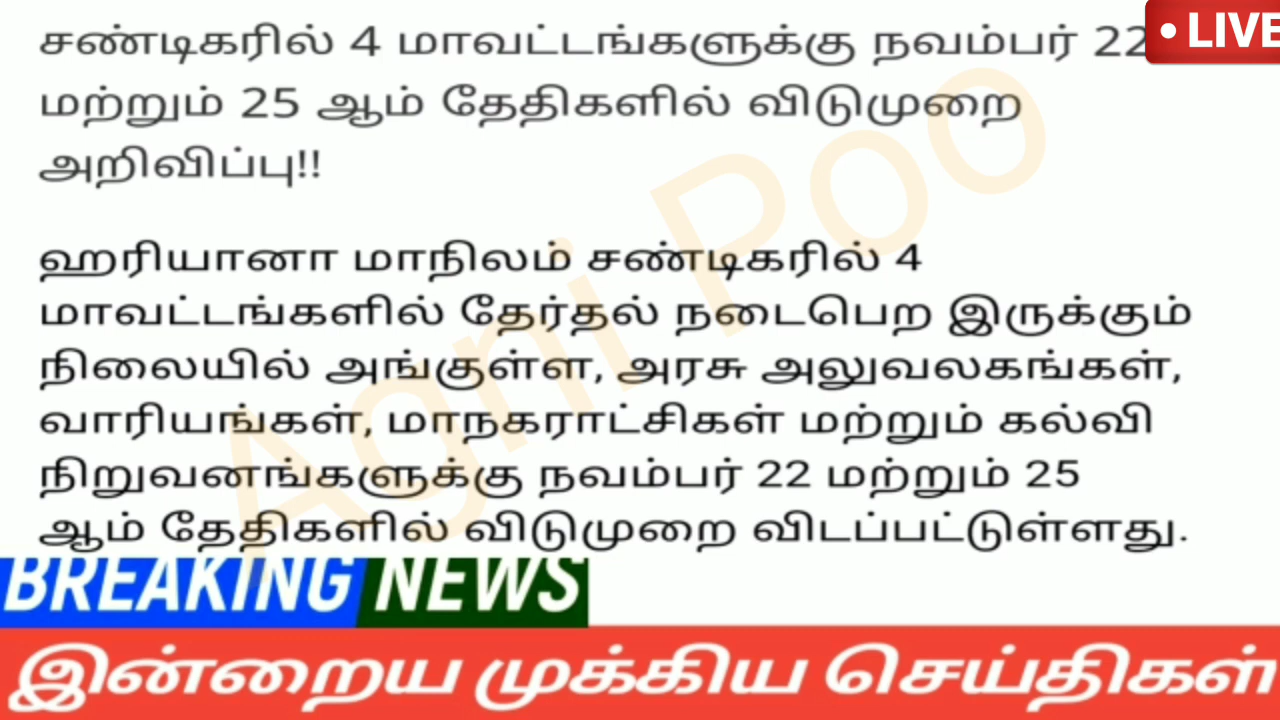 சண்டிகரில் 4 மாவட்டங்களுக்கு நவம்பர் 22
• LIVE
மற்றும் 25 ஆம் தேதிகளில் விடுமுறை
அறிவிப்பு!!
ஹரியானா மாநிலம் சண்டிகரில் 4
மாவட்டங்களில் தேர்தல் நடைபெற இருக்கும்
நிலையில் அங்குள்ள, அரசு அலுவலகங்கள்,
வாரியங்கள், மாநகராட்சிகள் மற்றும் கல்வி
நிறுவனங்களுக்கு நவம்பர் 22 மற்றும் 25
ஆம் தேதிகளில் விடுமுறை விடப்பட்டுள்ளது.
Agni Poo
BREAKING NEWS
இன்றைய முக்கிய செய்திகள்